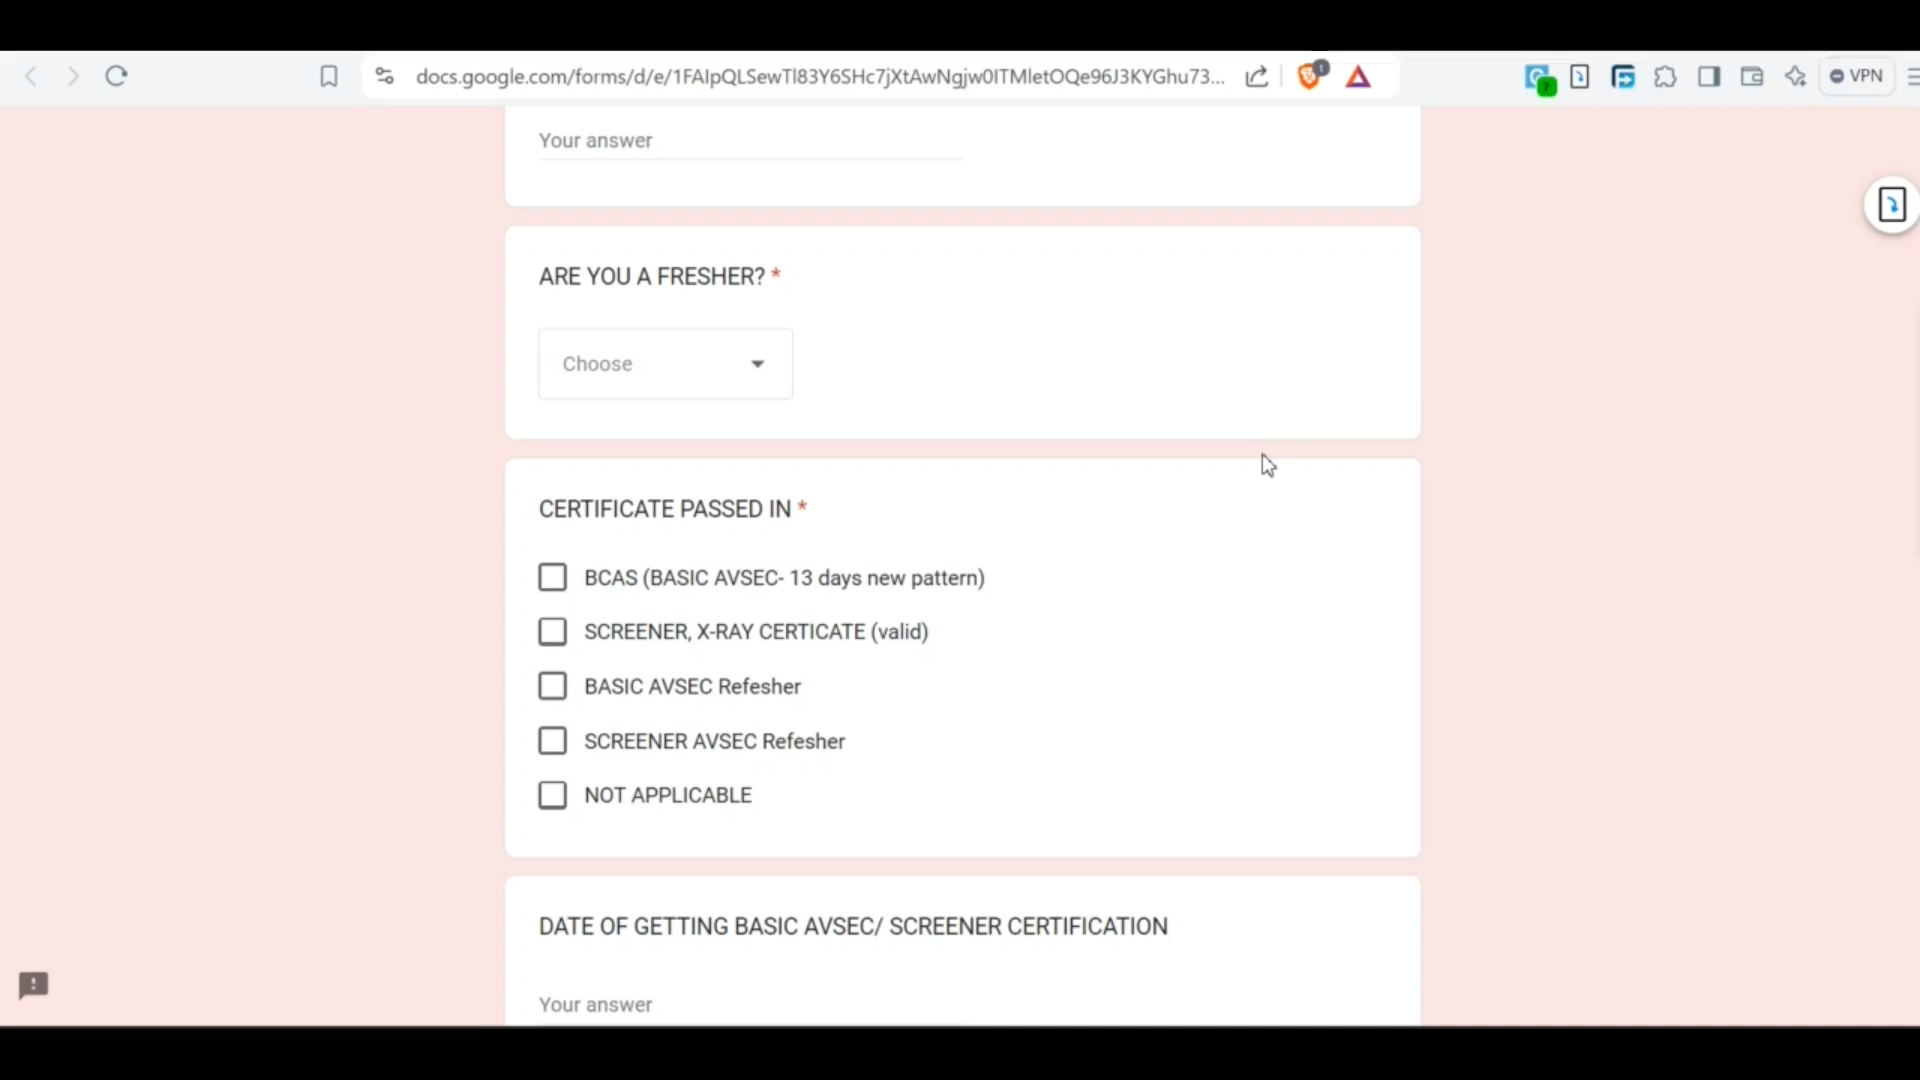 docs.google.com/forms/d/e/1FAIpQLSewTl83Y6SHc7jXtAwNgjw0ITMletOQe96J3KYGhu73...
1
7
VPN
Your answer
ARE YOU A FRESHER? *
Choose
CERTIFICATE PASSED IN *
BCAS (BASIC AVSEC- 13 days new pattern)
SCREENER, X-RAY CERTICATE (valid)
BASIC AVSEC Refesher
SCREENER AVSEC Refesher
NOT APPLICABLE
DATE OF GETTING BASIC AVSEC/ SCREENER CERTIFICATION
Your answer